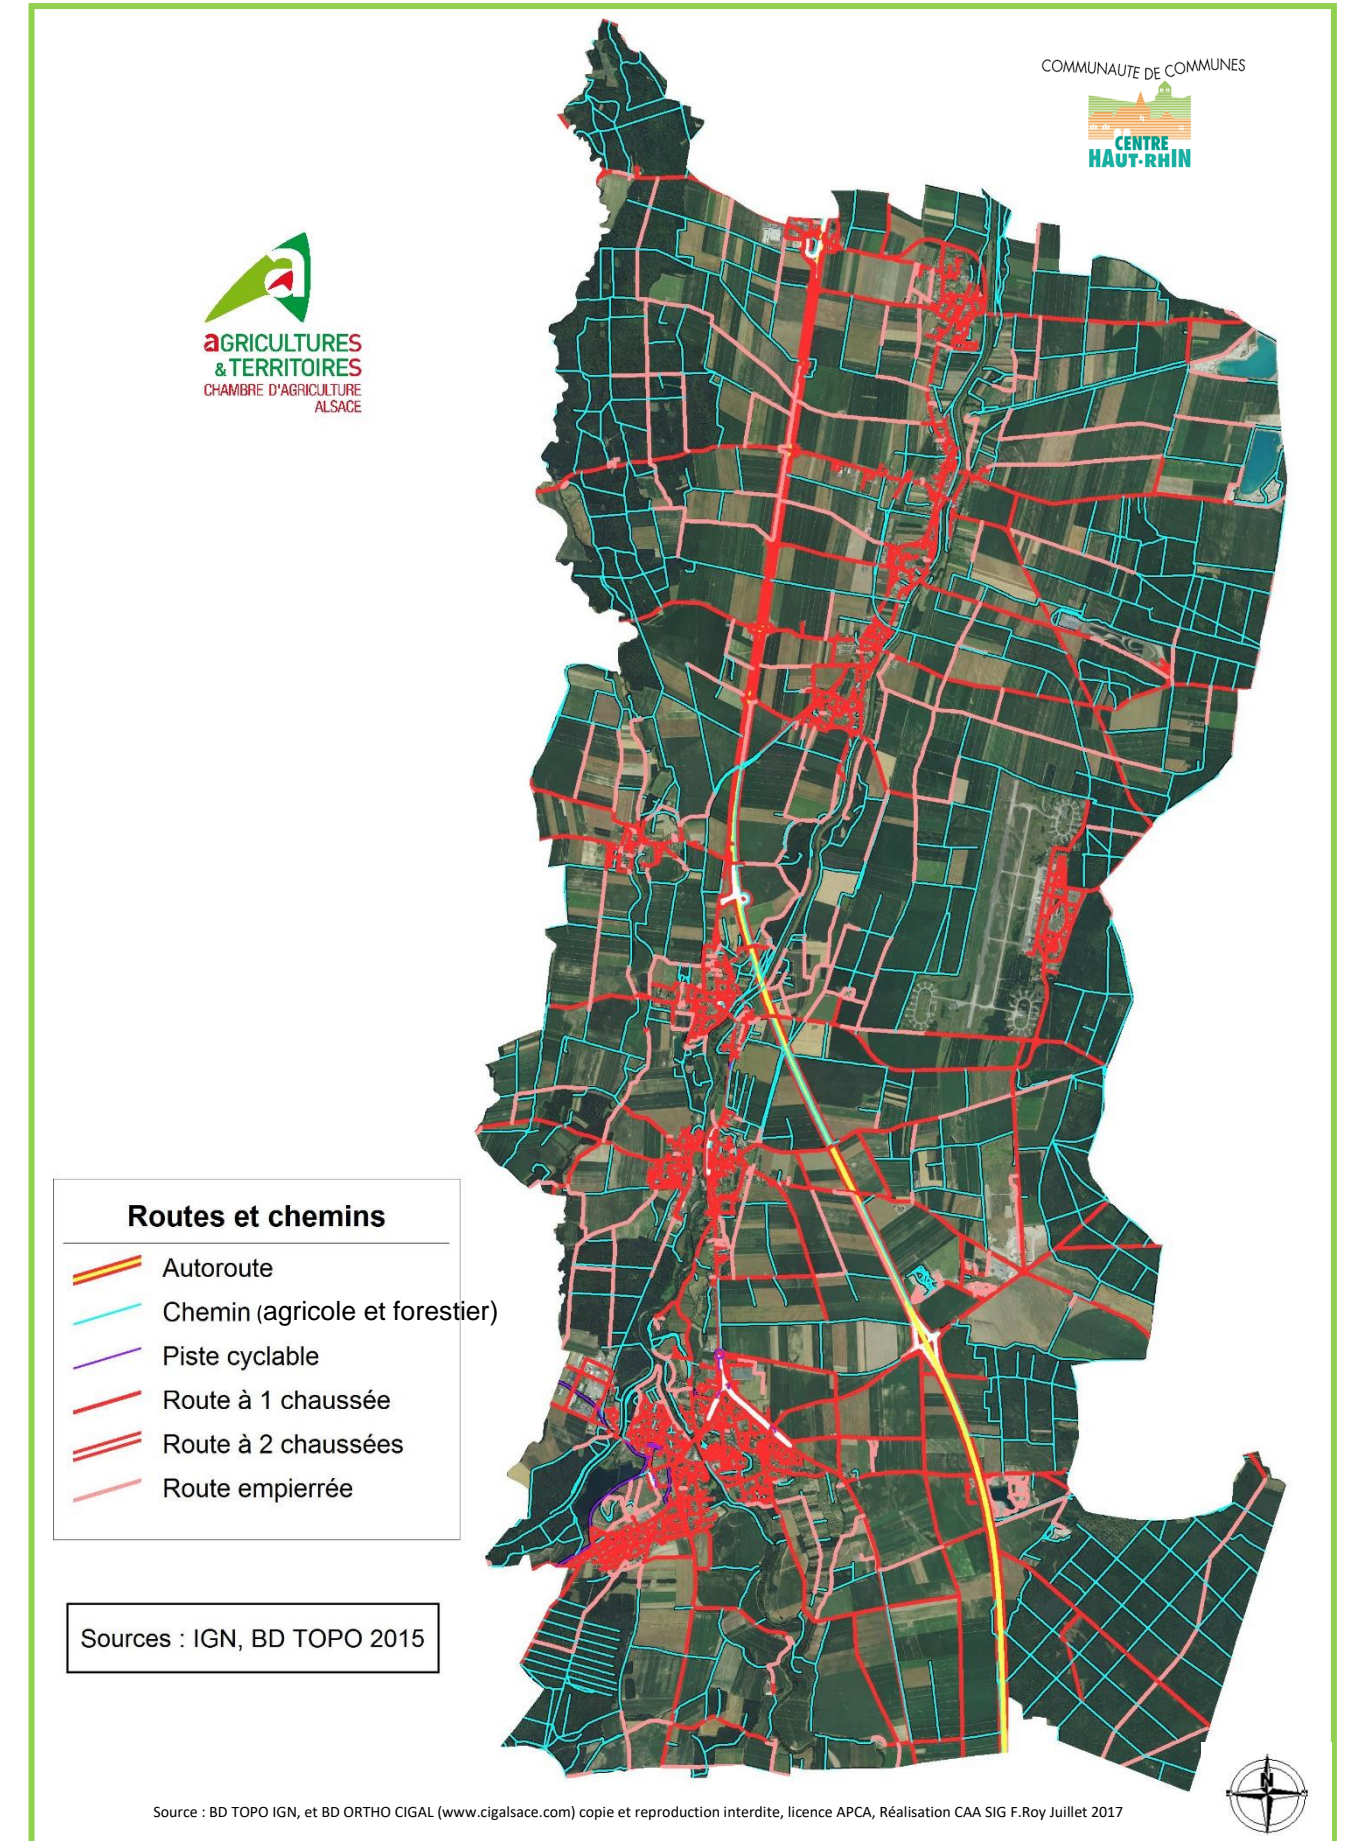 COMMUNAUTE DE COMMUNES
CENTRE
HAUT-RHIN
a
aGRICULTURES
& TERRITOIRES
CHAMBRE D'AGRICULTURE
ALSACE
Routes et chemins
Autoroute
Chemin (agricole et forestier)
Piste cyclable
Route à 1 chaussée
Route à 2 chaussées
Route empierrée
Sources : IGN, BD TOPO 2015
N
Source : BD TOPO IGN, et BD ORTHO CIGAL (www.cigalsace.com) copie et reproduction interdite, licence APCA, Réalisation CAA SIG F.Roy Juillet 2017